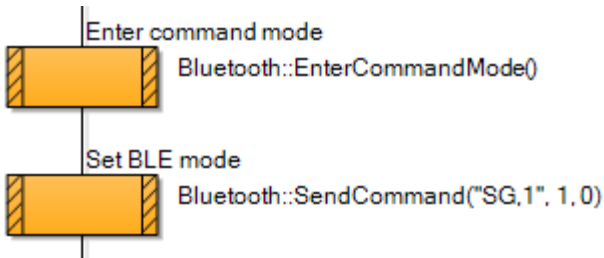 Enter command mode
Bluetooth::EnterCommandMode()
Set BLE mode
Bluetooth::SendCommand("SG,1", 1, 0)